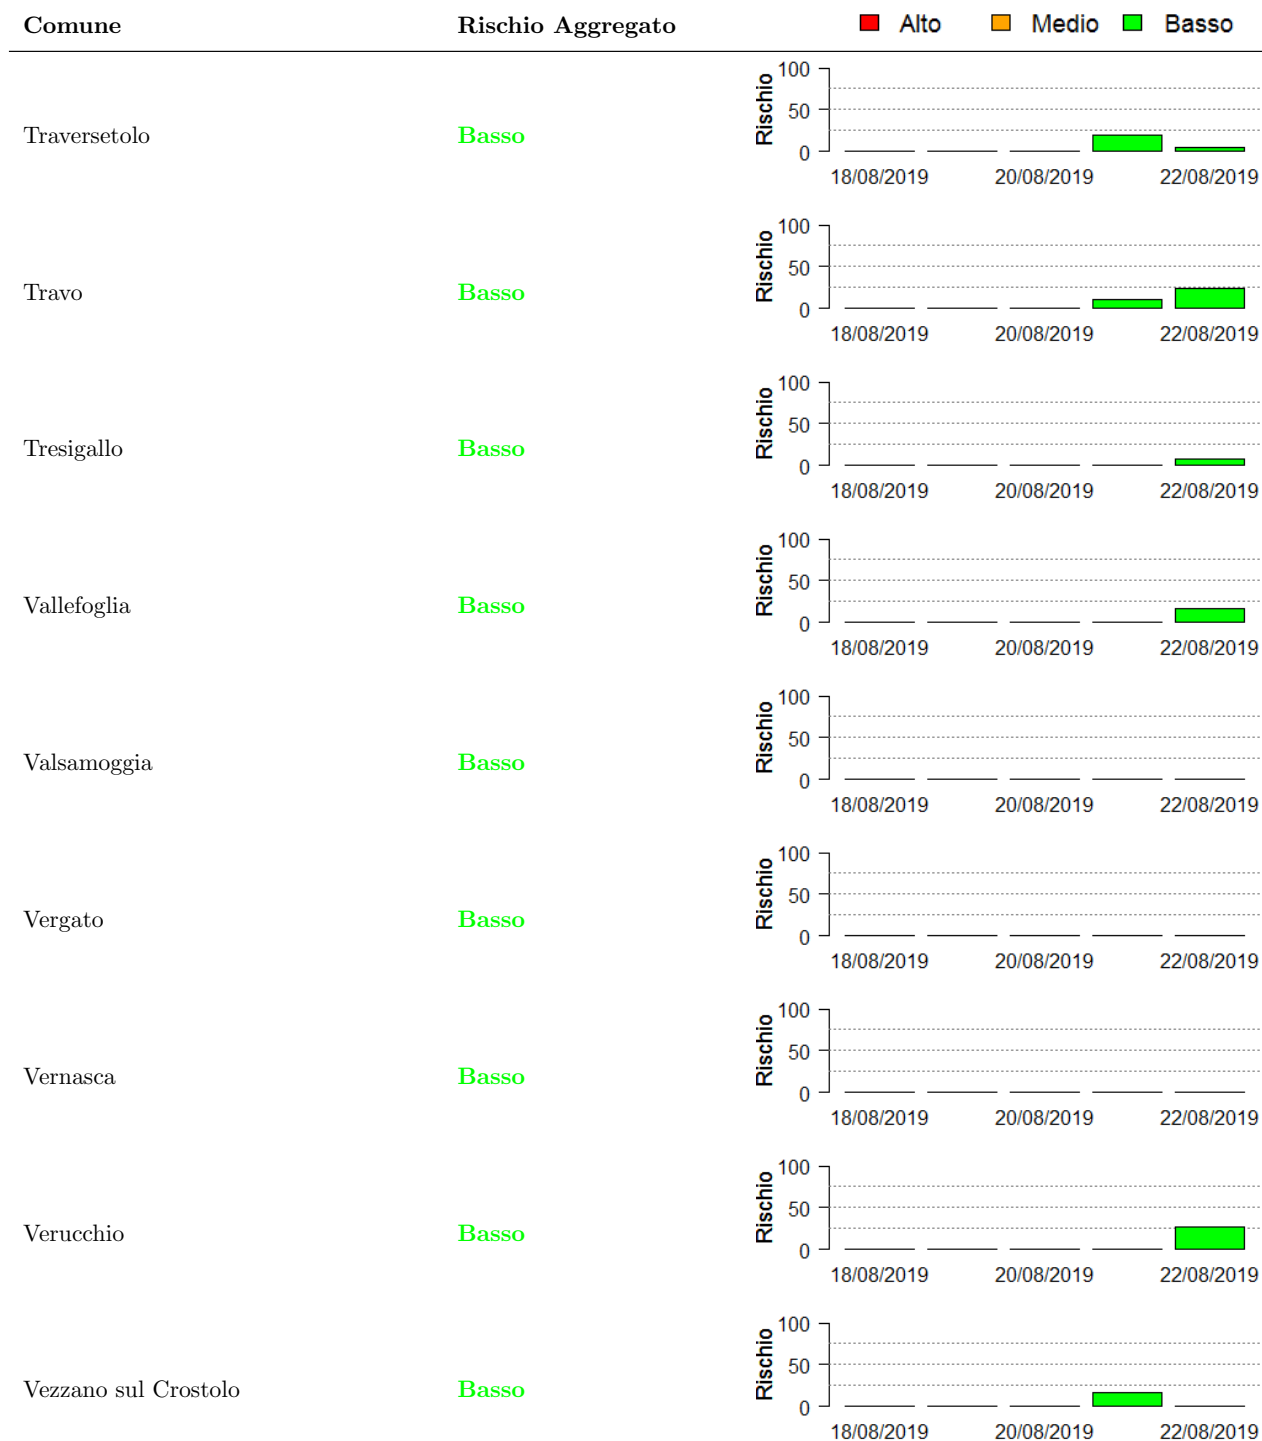 Comune Rischio Aggregato Alto Medio Basso
Traversetolo Basso Rischio 100 50 0
18/08/2019 20/08/2019 22/08/2019
Travo Basso Rischio 100 50 0
18/08/2019 20/08/2019 22/08/2019
Tresigallo Basso Rischio 100 50 0
18/08/2019 20/08/2019 22/08/2019
Vallefoglia Basso Rischio 100 50 0
18/08/2019 20/08/2019 22/08/2019
Valsamoggia Basso Rischio 100 50 0
18/08/2019 20/08/2019 22/08/2019
Vergato Basso Rischio 100 50 0
18/08/2019 20/08/2019 22/08/2019
Vernasca Basso Rischio 100 50 0
18/08/2019 20/08/2019 22/08/2019
Verucchio Basso Rischio 100 50 0
18/08/2019 20/08/2019 22/08/2019
Vezzano sul Crostolo Basso Rischio 100 50 0
18/08/2019 20/08/2019 22/08/2019